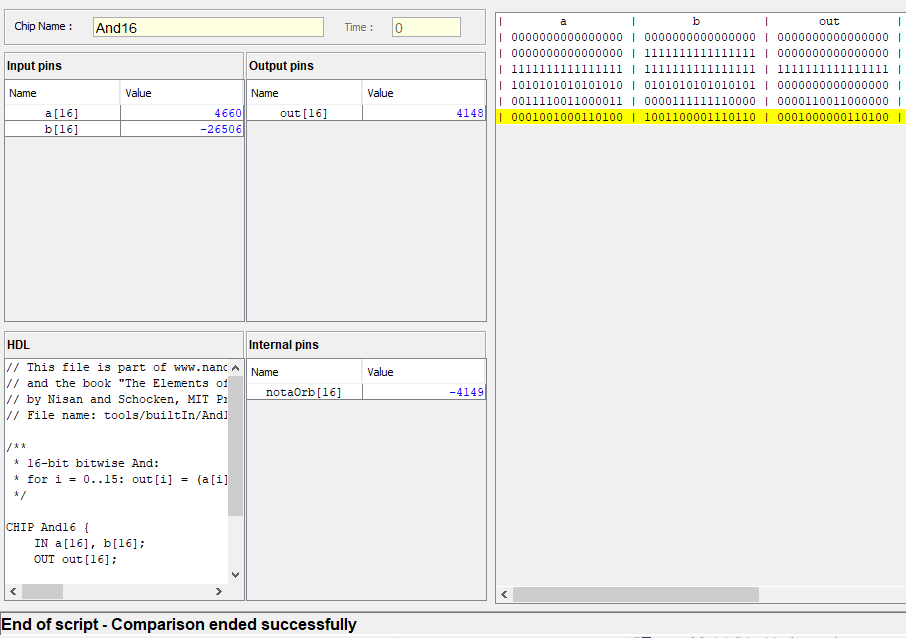 Chip Name : And16 Time : 0
Input pins
Name Value
a[16] 4660
b[16] -26506
Output pins
Name Value
out[16] 4148
HDL
// This file is part of www.nand
// and the book "The Elements of
// by Nisan and Schocken, MIT Pr
// File name: tools/builtIn/And1
/**
* 16-bit bitwise And:
* for i = 0..15: out[i] = (a[i]
*/
CHIP And16 {
IN a[16], b[16];
OUT out[16];
Internal pins
Name Value
notaOrb[16] -4149
| a | b | out |
| 0000000000000000 | 0000000000000000 | 0000000000000000 |
| 0000000000000000 | 1111111111111111 | 0000000000000000 |
| 1111111111111111 | 1111111111111111 | 1111111111111111 |
| 1010101010101010 | 0101010101010101 | 0000000000000000 |
| 0011110011000011 | 0000111111110000 | 0000110011000000 |
| 0001001000110100 | 1001100001110110 | 0001000000110100 |
End of script - Comparison ended successfully